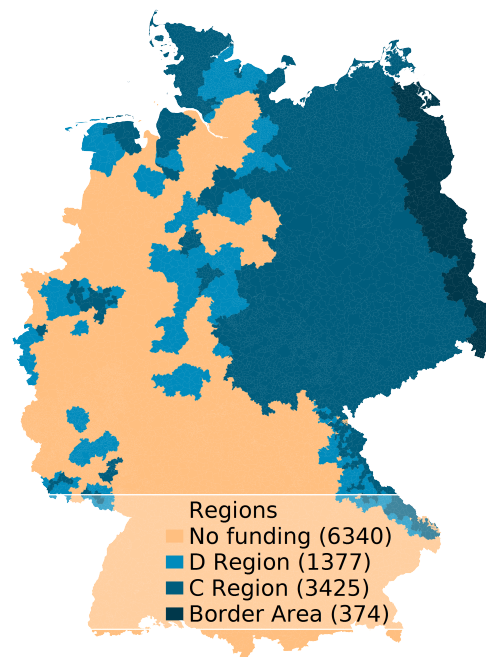 Regions
No funding (6340)
D Region (1377)
C Region (3425)
Border Area (374)